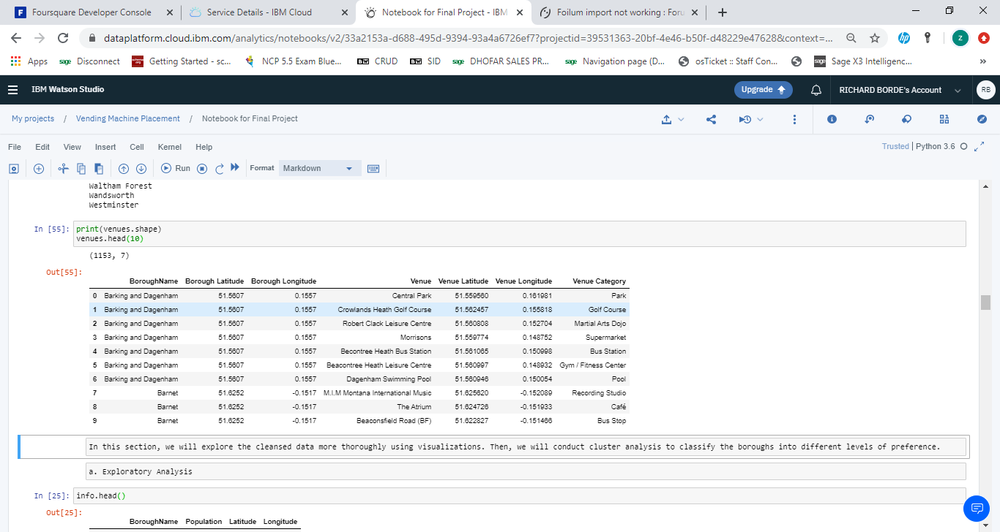 Foursquare Developer Console
Service Details - IBM Cloud
Notebook for Final Project - IBM
Foilum import not working : Foru
dataplatform.cloud.ibm.com/analytics/notebooks/v2/33a2153a-d688-495d-9394-93a4a6726ef7?projectid=39531363-20bf-4e46-b50f-d48229e47628&context=...
Apps
Disconnect
Getting Started - sc...
NCP 5.5 Exam Blue...
CRUD
SID
DHOFAR SALES PR...
Navigation page (D...
osTicket :: Staff Con...
Sage X3 Intelligenc...
IBM Watson Studio
Upgrade
RICHARD BORDE's Account
RB
My projects / Vending Machine Placement / Notebook for Final Project
File Edit View Insert Cell Kernel Help
Trusted | Python 3.6
Run
Format Markdown
Waltham Forest
Wandsworth
Westminster
In [55]: print(venues.shape)
venues.head(10)
(1153, 7)
Out[55]:
BoroughName Borough Latitude Borough Longitude Venue Venue Latitude Venue Longitude Venue Category
0 Barking and Dagenham 51.5607 0.1557 Central Park 51.559560 0.161981 Park
1 Barking and Dagenham 51.5607 0.1557 Crowlands Heath Golf Course 51.562457 0.155818 Golf Course
2 Barking and Dagenham 51.5607 0.1557 Robert Clack Leisure Centre 51.560808 0.152704 Martial Arts Dojo
3 Barking and Dagenham 51.5607 0.1557 Morrisons 51.559774 0.148752 Supermarket
4 Barking and Dagenham 51.5607 0.1557 Becontree Heath Bus Station 51.561065 0.150998 Bus Station
5 Barking and Dagenham 51.5607 0.1557 Beacontree Heath Leisure Centre 51.560997 0.148932 Gym / Fitness Center
6 Barking and Dagenham 51.5607 0.1557 Dagenham Swimming Pool 51.560946 0.150054 Pool
7 Barnet 51.6252 -0.1517 M.I.M Montana International Music 51.625620 -0.152089 Recording Studio
8 Barnet 51.6252 -0.1517 The Atrium 51.624726 -0.151933 Café
9 Barnet 51.6252 -0.1517 Beaconsfield Road (BF) 51.622827 -0.151466 Bus Stop
In this section, we will explore the cleansed data more thoroughly using visualizations. Then, we will conduct cluster analysis to classify the boroughs into different levels of preference.
a. Exploratory Analysis
In [25]: info.head()
Out[25]:
BoroughName Population Latitude Longitude